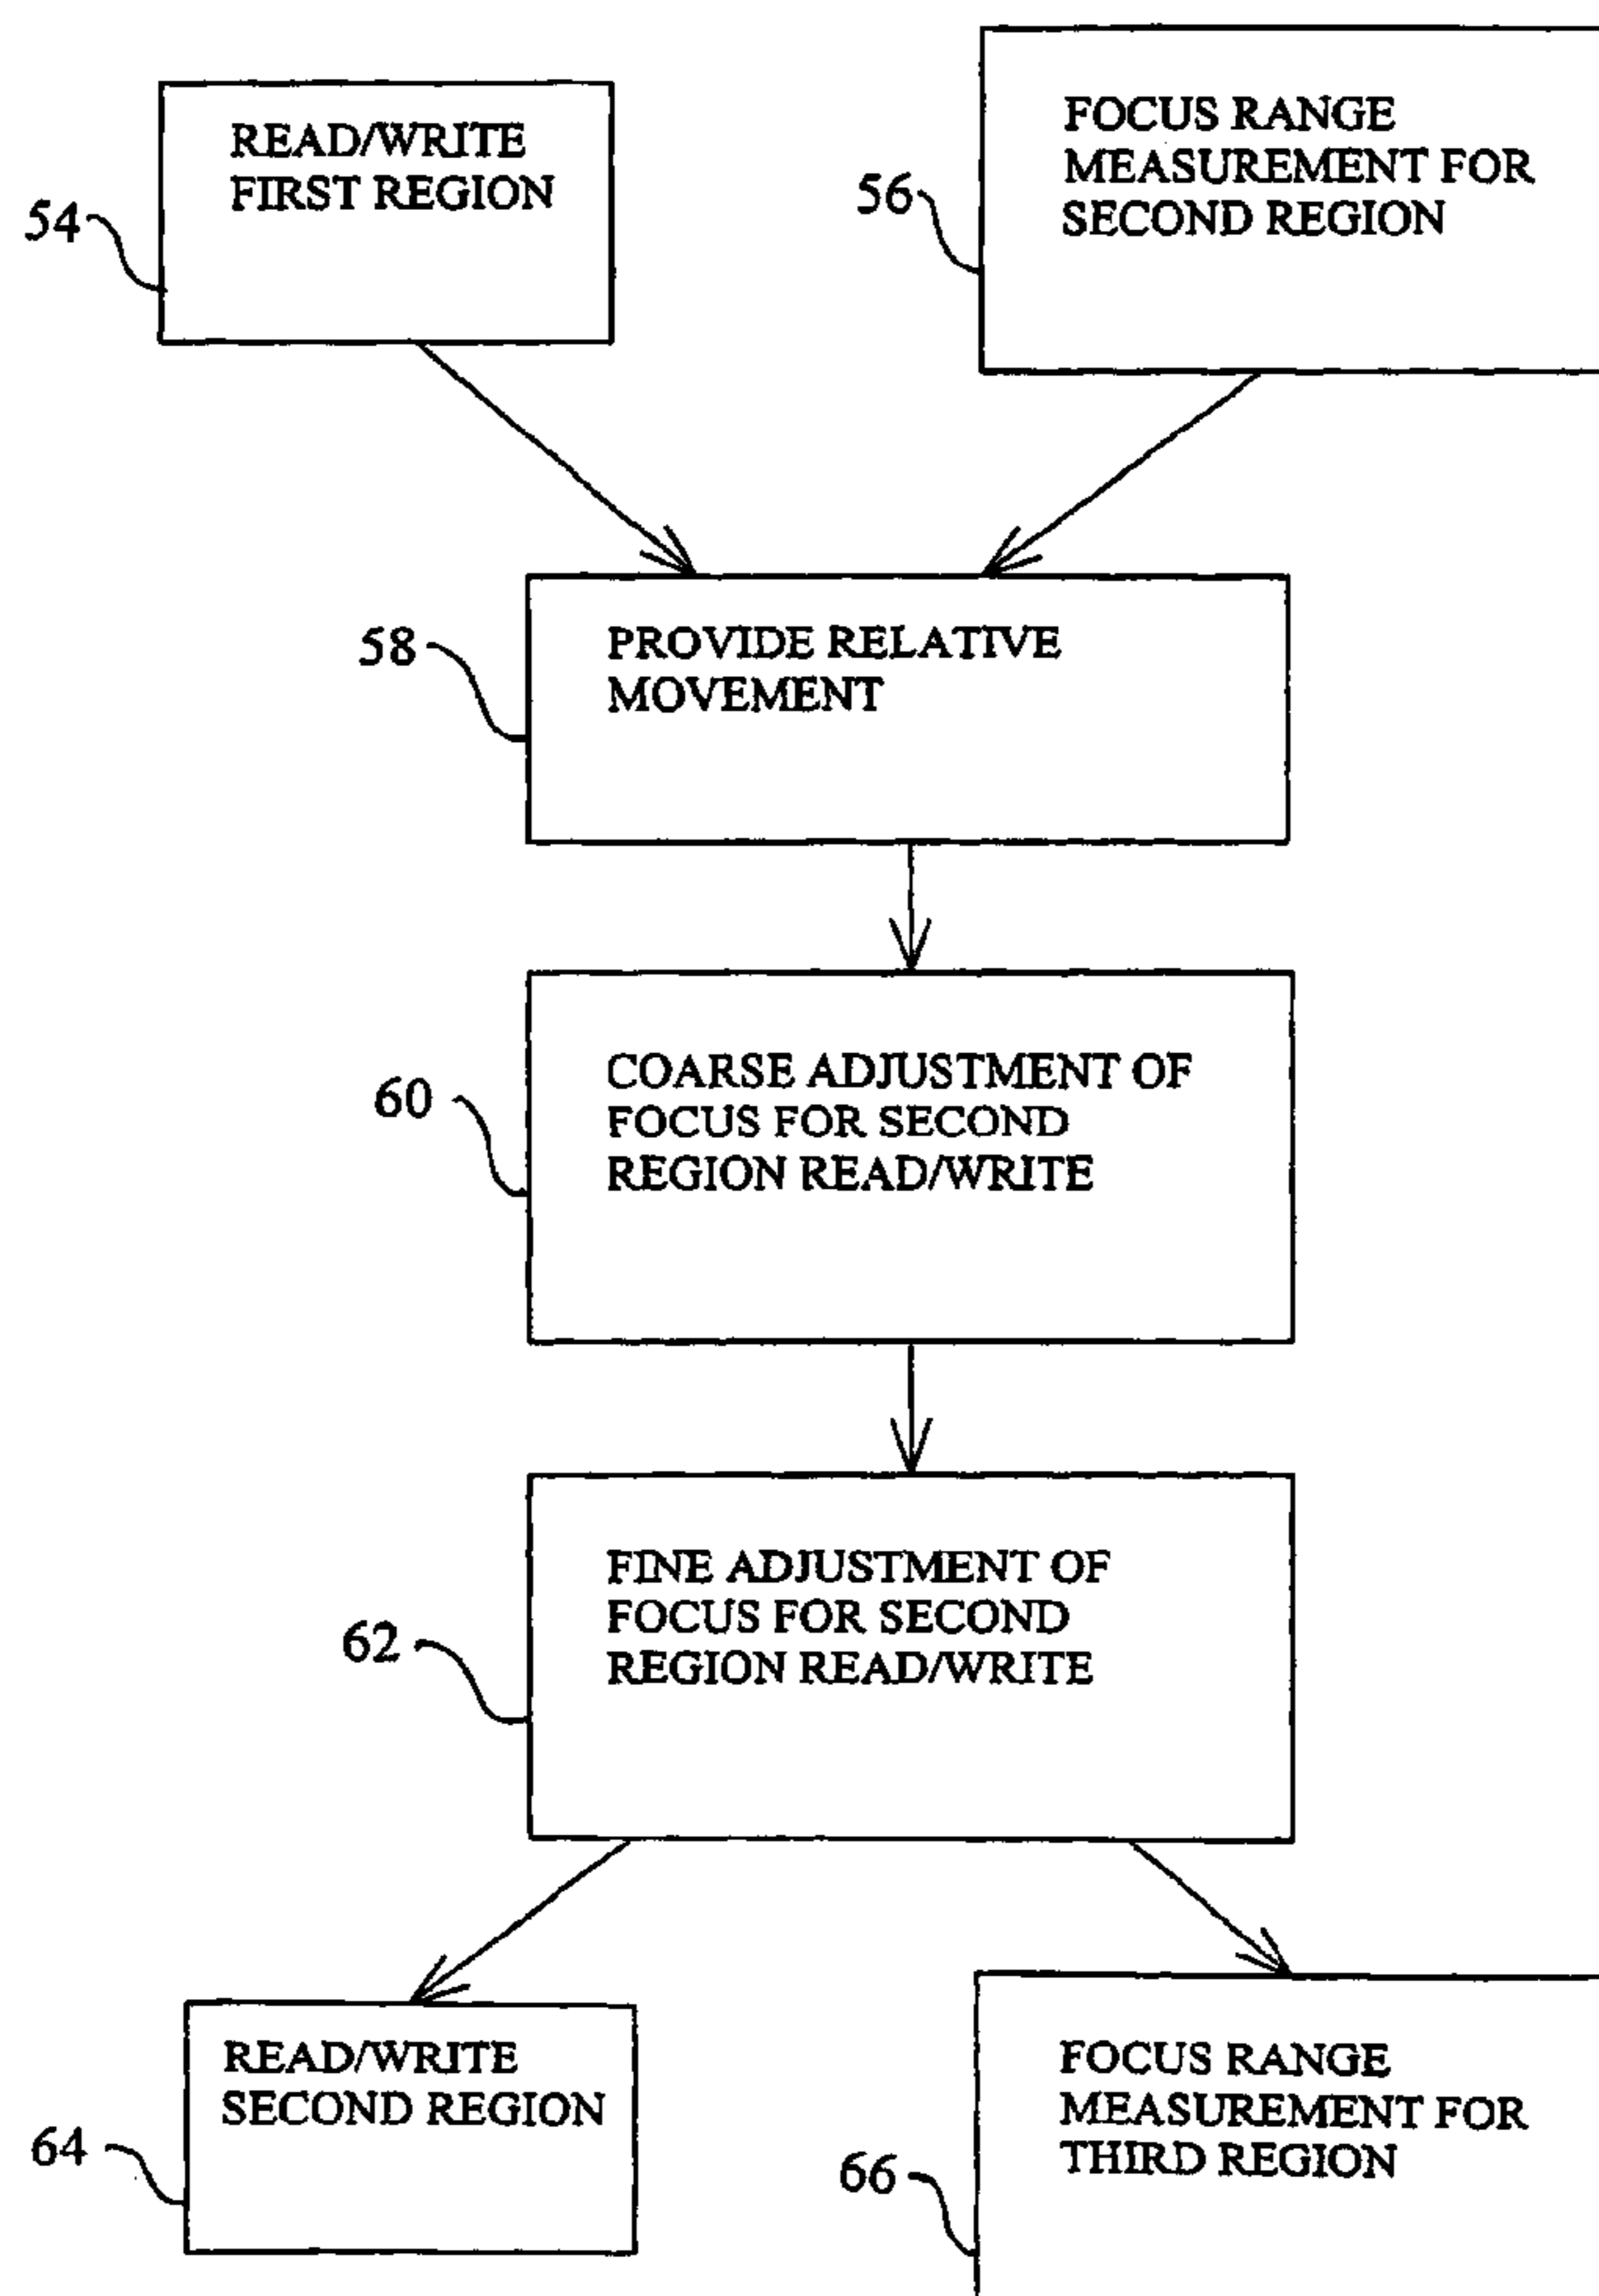 READ/WRITE
FIRST REGION
54
FOCUS RANGE
MEASUREMENT FOR
SECOND REGION
56
PROVIDE RELATIVE
MOVEMENT
58
COARSE ADJUSTMENT OF
FOCUS FOR SECOND
REGION READ/WRITE
60
FINE ADJUSTMENT OF
FOCUS FOR SECOND
REGION READ/WRITE
62
READ/WRITE
SECOND REGION
64
FOCUS RANGE
MEASUREMENT FOR
THIRD REGION
66